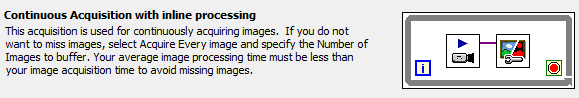 Continuous Acquisition with inline processing
This acquisition is used for continuously acquiring images.  If you do not
want to miss images, select Acquire Every image and specify the Number of
Images to buffer. Your average image processing time must be less than
your image acquisition time to avoid missing images.
i